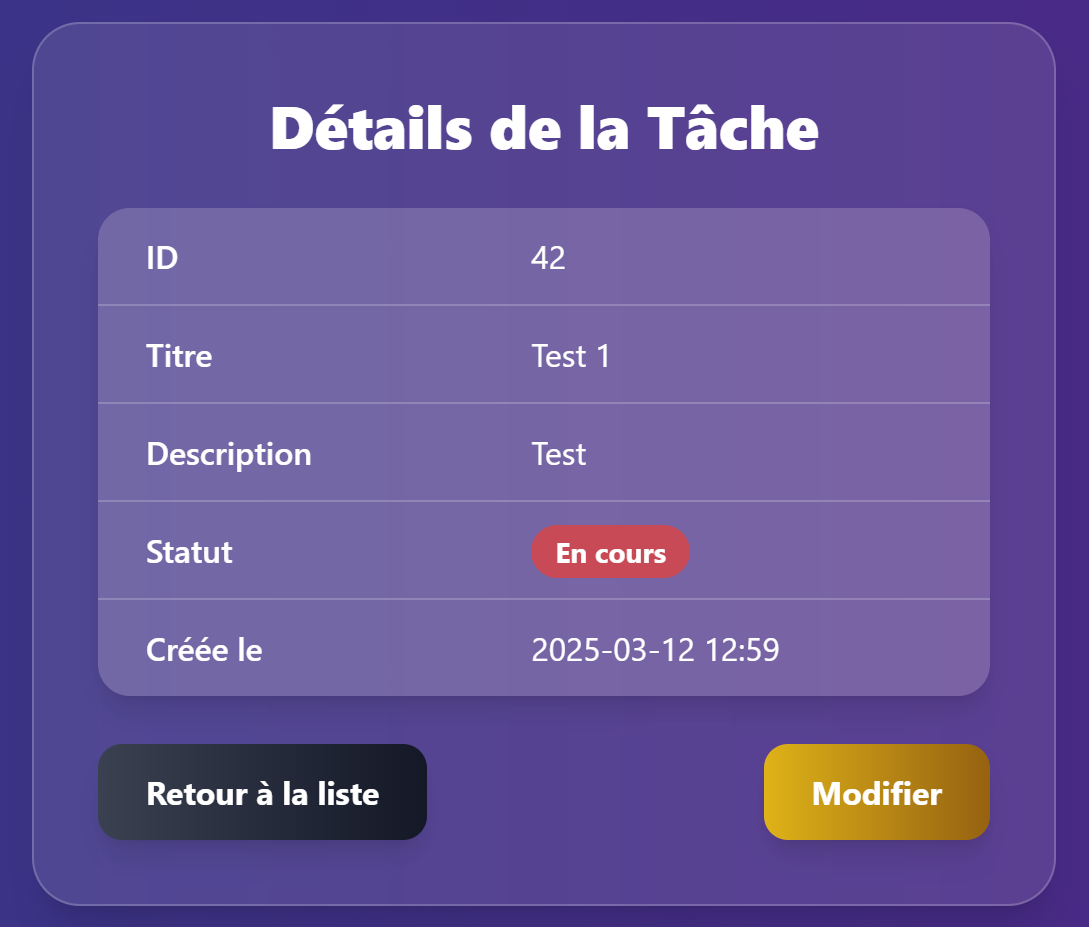 Détails de la Tâche
ID 42
Titre Test 1
Description Test
Statut En cours
Créée le 2025-03-12 12:59
Retour à la liste Modifier